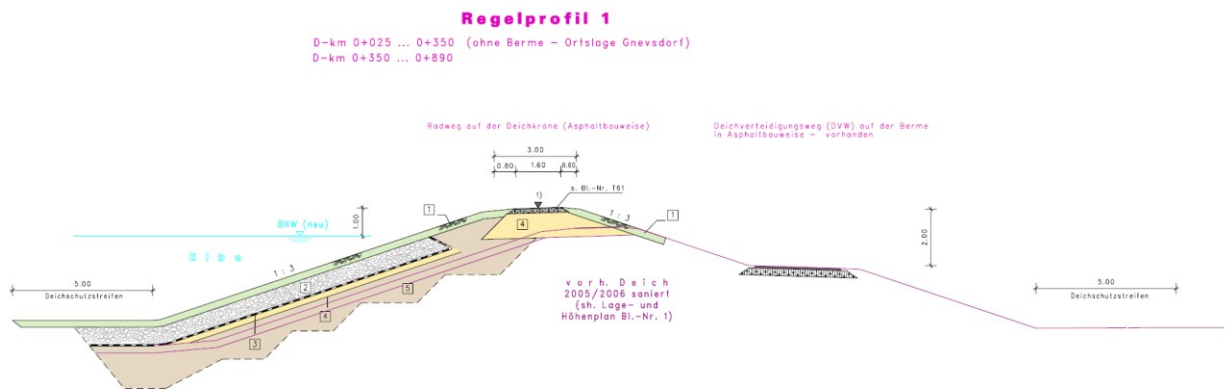 Regelprofil 1
D-km 0+025 ... 0+350 (ohne Berme - Ortslage Gnevsdorf)
D-km 0+350 ... 0+890
Radweg auf der Deichkrone (Asphaltbauweise)
Deichverteidigungsweg (DVW) auf der Berme
in Asphaltbauweise - vorhanden
3.00
0.80 1.60 0.60
s. Bl.-Nr. T61
1)
1
1.00
BHW (neu)
4
1 : 3
1
2.00
Elbe
1 : 3
5.00
Deichschutzstreifen
2
5
vorh. Deich
2005/2006 saniert
(sh. Lage- und
Höhenplan Bl.-Nr. 1)
5.00
Deichschutzstreifen
4
3